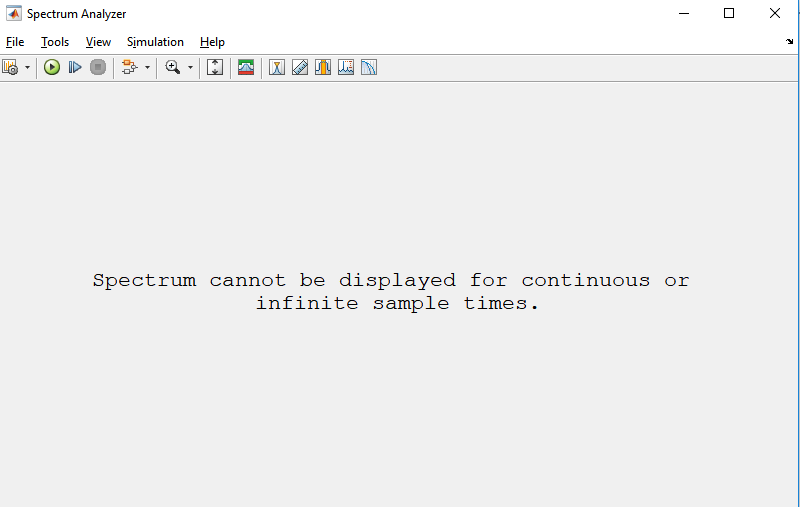 Spectrum Analyzer
File Tools View Simulation Help
Spectrum cannot be displayed for continuous or
infinite sample times.